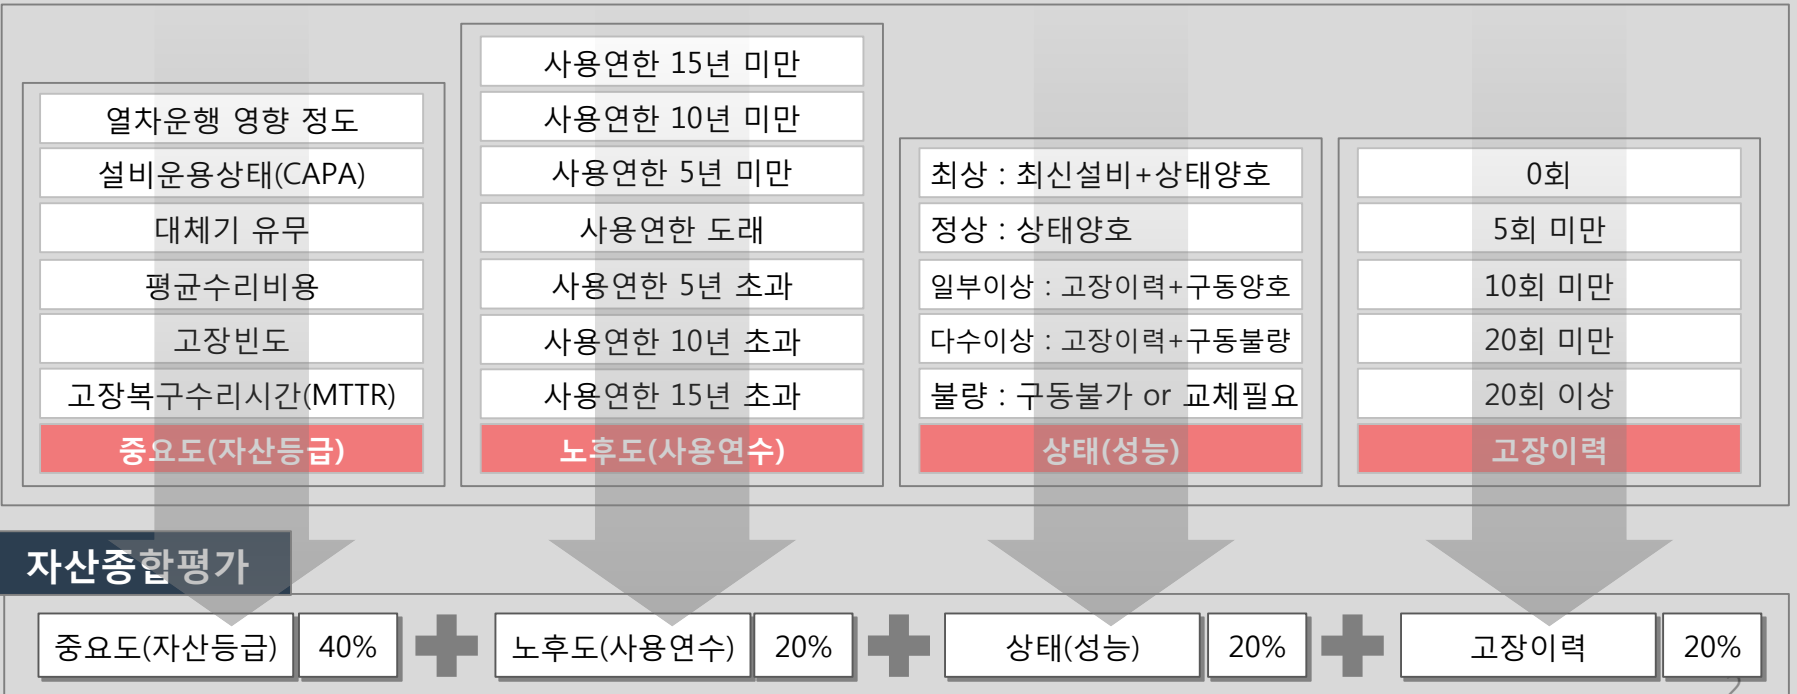 열차운행 영향 정도
설비운용상태(CAPA)
대체기 유무
평균수리비용
고장빈도
고장복구수리시간(MTTR)
중요도(자산등급)
사용연한 15년 미만
사용연한 10년 미만
사용연한 5년 미만
사용연한 도래
사용연한 5년 초과
사용연한 10년 초과
사용연한 15년 초과
노후도(사용연수)
최상 : 최신설비+상태양호
정상 : 상태양호
일부이상 : 고장이력+구동양호
다수이상 : 고장이력+구동불량
불량 : 구동불가 or 교체필요
상태(성능)
0회
5회 미만
10회 미만
20회 미만
20회 이상
고장이력
자산종합평가
중요도(자산등급) 40% + 노후도(사용연수) 20% + 상태(성능) 20% + 고장이력 20%